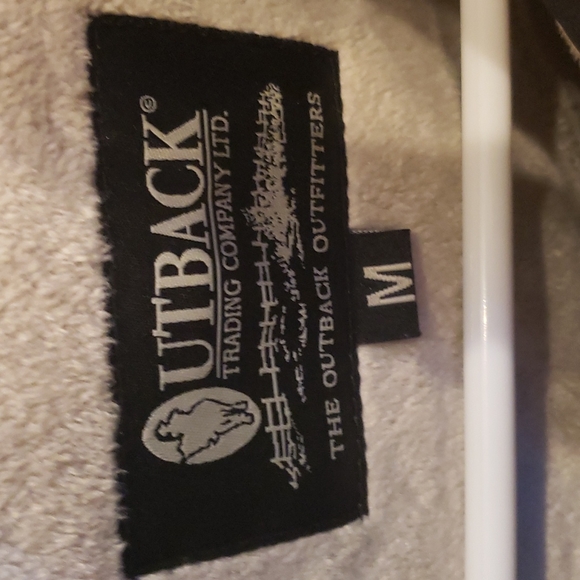 OUTBACK®
TRADING COMPANY LTD.
THE OUTBACK OUTFITTERS
M